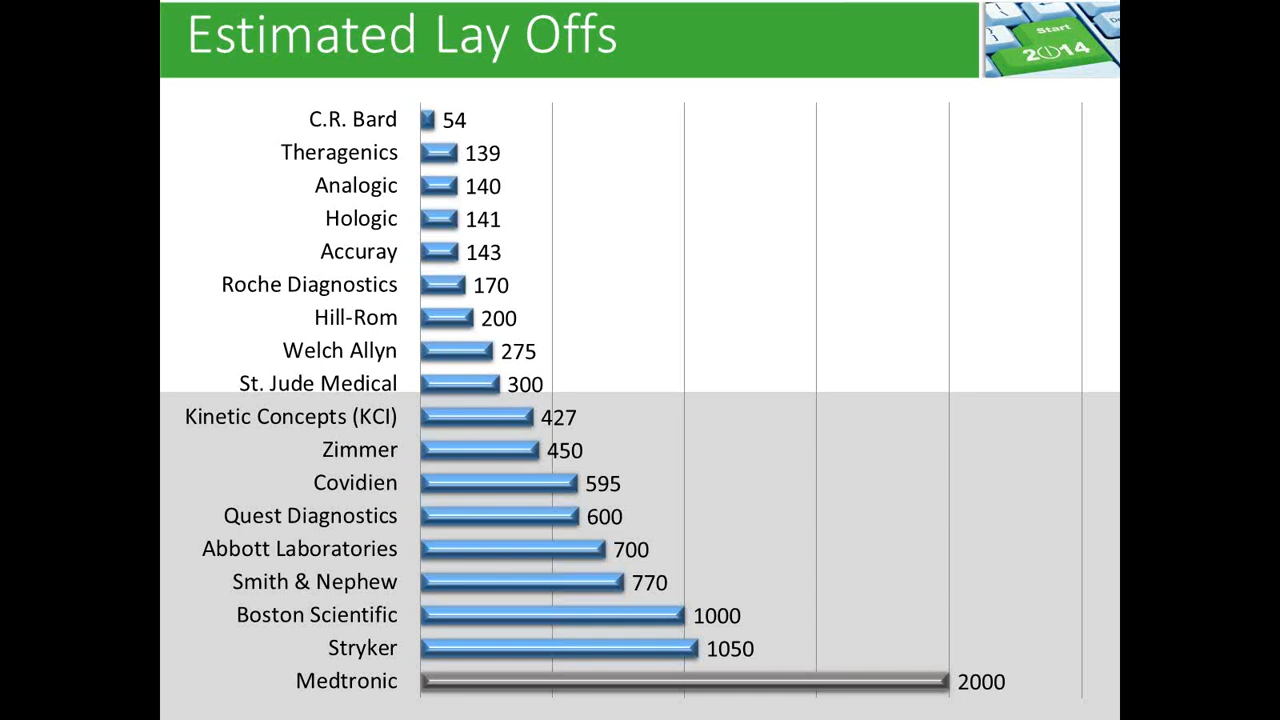 Estimated Lay Offs
Start
2014
C.R. Bard 54
Theragenics 139
Analogic 140
Hologic 141
Accuray 143
Roche Diagnostics 170
Hill-Rom 200
Welch Allyn 275
St. Jude Medical 300
Kinetic Concepts (KCI) 427
Zimmer 450
Covidien 595
Quest Diagnostics 600
Abbott Laboratories 700
Smith & Nephew 770
Boston Scientific 1000
Stryker 1050
Medtronic 2000